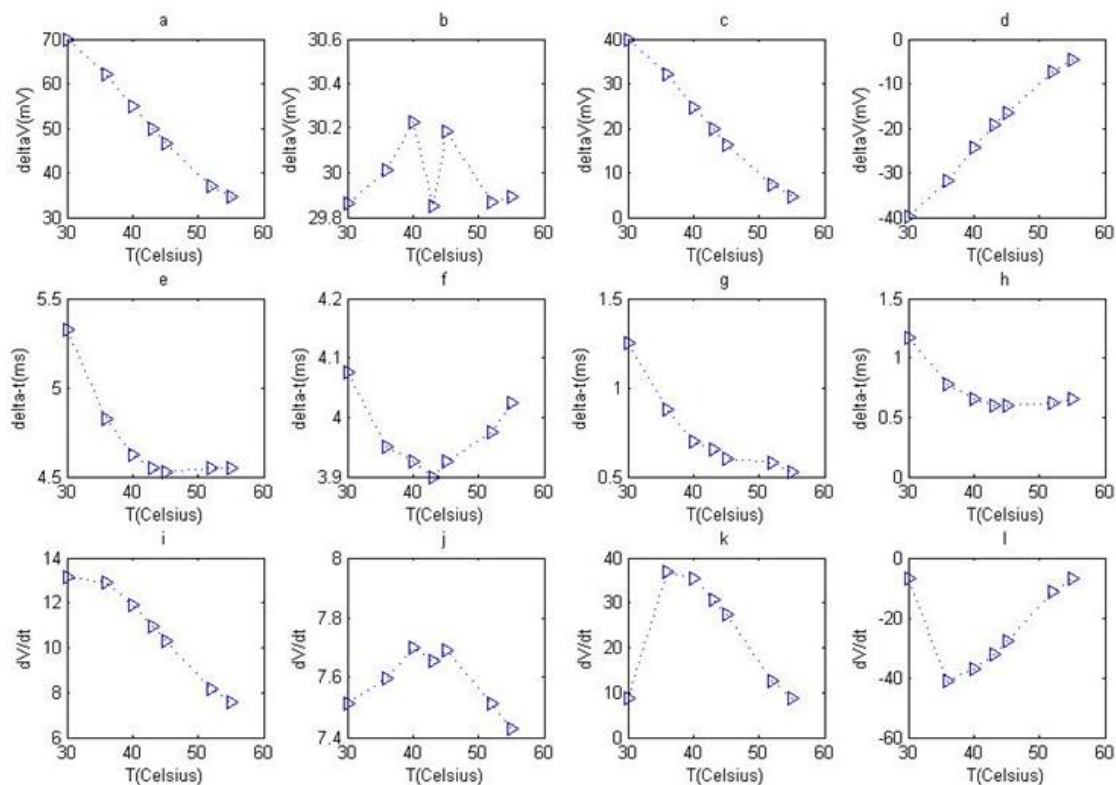 a b c d
70 30.6 40 0
60 30.4 30 -10
50 30.2 20 -20
40 30 10 -30
30 29.8 0 -40
deltaV(mV) deltaV(mV) deltaV(mV) deltaV(mV)
30 40 50 60 30 40 50 60 30 40 50 60 30 40 50 60
T(Celsius) T(Celsius) T(Celsius) T(Celsius)
e f g h
5.5 4.2 1.5 1.5
5 4.1 1 1
4 0.5
4.5 3.9 0.5 0
delta-t(ms) delta-t(ms) delta-t(ms) delta-t(ms)
30 40 50 60 30 40 50 60 30 40 50 60 30 40 50 60
T(Celsius) T(Celsius) T(Celsius) T(Celsius)
i j k l
14 8 40 0
12 7.8 30 -20
10 7.6 20 -40
8 10
6 7.4 0 -60
dV/dt dV/dt dV/dt dV/dt
30 40 50 60 30 40 50 60 30 40 50 60 30 40 50 60
T(Celsius) T(Celsius) T(Celsius) T(Celsius)